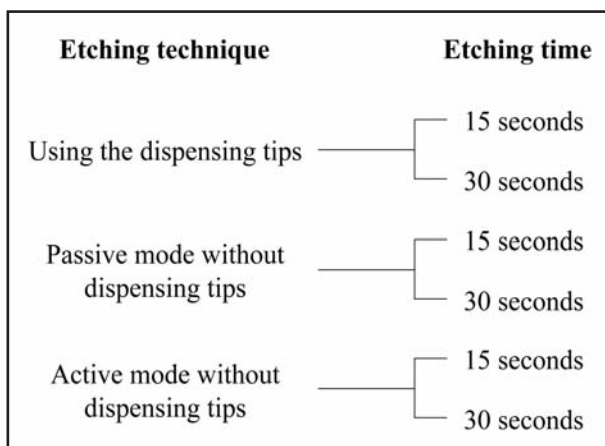 Etching technique
Etching time
Using the dispensing tips
15 seconds
30 seconds
Passive mode without
dispensing tips
15 seconds
30 seconds
Active mode without
dispensing tips
15 seconds
30 seconds